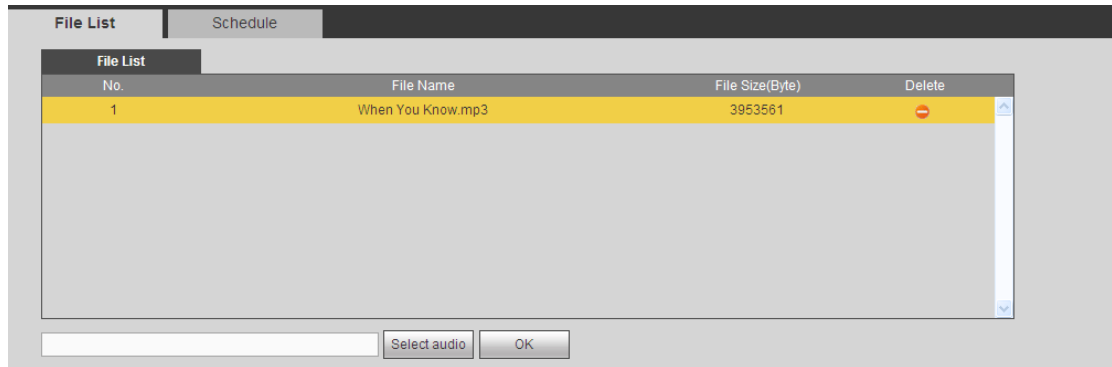 File List Schedule
File List
No. File Name File Size(Byte) Delete
1 When You Know.mp3 3953561
Select audio OK